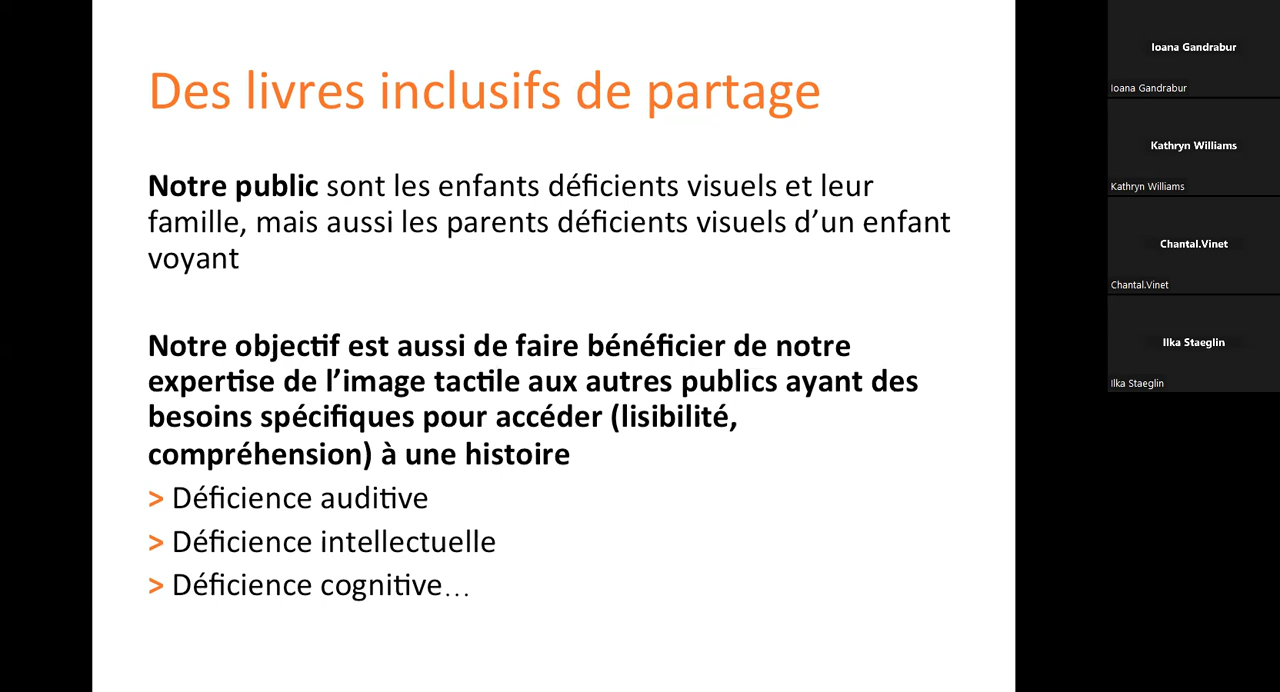 Des livres inclusifs de partage
Notre public sont les enfants déficients visuels et leur
famille, mais aussi les parents déficients visuels d’un enfant
voyant
Notre objectif est aussi de faire bénéficier de notre
expertise de l’image tactile aux autres publics ayant des
besoins spécifiques pour accéder (lisibilité,
compréhension) à une histoire
> Déficience auditive
> Déficience intellectuelle
> Déficience cognitive…
Ioana Gandrabur
Ioana Gandrabur
Kathryn Williams
Kathryn Williams
Chantal.Vinet
Chantal.Vinet
Ilka Staeglin
Ilka Staeglin